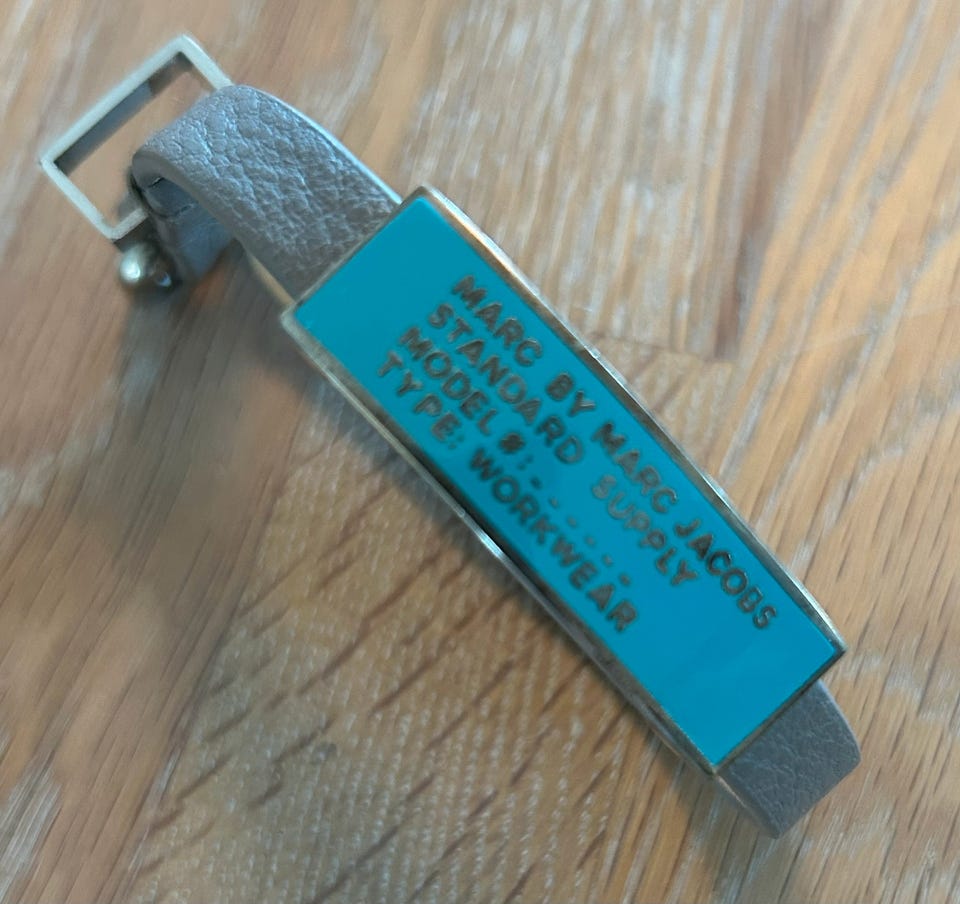 MARC BY MARC JACOBS
STANDARD SUPPLY
MODEL #: _ _ _ _ _ _
TYPE: WORKWEAR